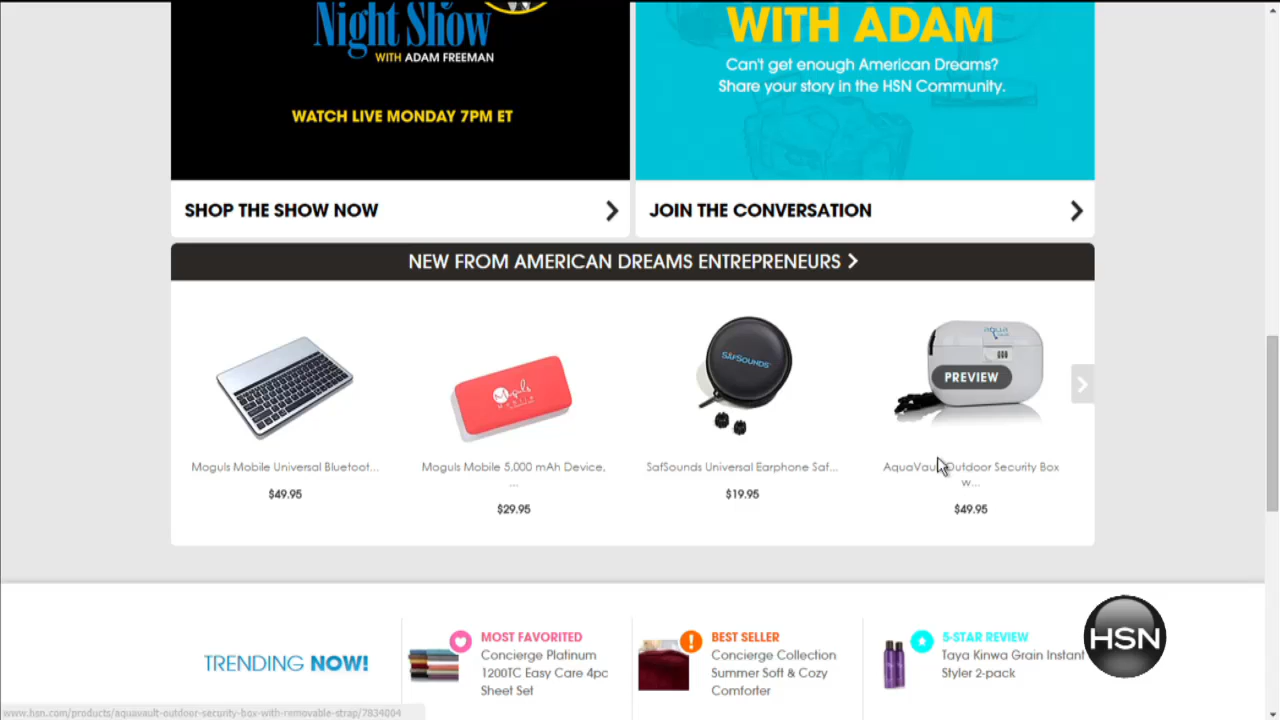 Night Show
WITH ADAM FREEMAN
WATCH LIVE MONDAY 7PM ET
WITH ADAM
Can't get enough American Dreams?
Share your story in the HSN Community.
SHOP THE SHOW NOW
JOIN THE CONVERSATION
NEW FROM AMERICAN DREAMS ENTREPRENEURS
Moguls
MOBILE
SAFSOUNDS
aqua
PREVIEW
Moguls Mobile Universal Bluetoot...
$49.95
Moguls Mobile 5,000 mAh Device,
...
$29.95
SafSounds Universal Earphone Saf...
$19.95
AquaVault Outdoor Security Box
w...
$49.95
TRENDING NOW!
MOST FAVORITED
Concierge Platinum
1200TC Easy Care 4pc
Sheet Set
BEST SELLER
Concierge Collection
Summer Soft & Cozy
Comforter
5-STAR REVIEW
Taya Kinwa Grain Instant
Styler 2-pack
HSN
www.hsn.com/products/aquavault-outdoor-security-box-with-removable-strap/7834004